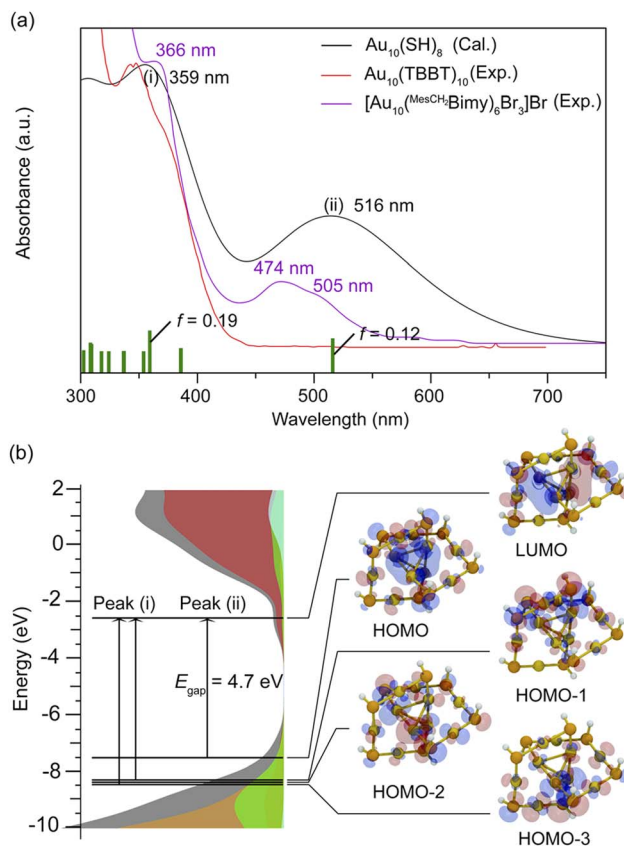 (a)
Au₁₀(SH)₈ (Cal.)
Au₁₀(TBBT)₁₀(Exp.)
[Au₁₀(ᴹᵉˢᶜᴴ²Bimy)₆Br₃]Br (Exp.)
366 nm
(i) 359 nm
(ii) 516 nm
474 nm
505 nm
f = 0.19
f = 0.12
Absorbance (a.u.)
300 400 500 600 700
Wavelength (nm)
(b)
2
0
-2
-4
-6
-8
-10
Energy (eV)
Peak (i) Peak (ii)
E_gap = 4.7 eV
LUMO
HOMO
HOMO-1
HOMO-2
HOMO-3